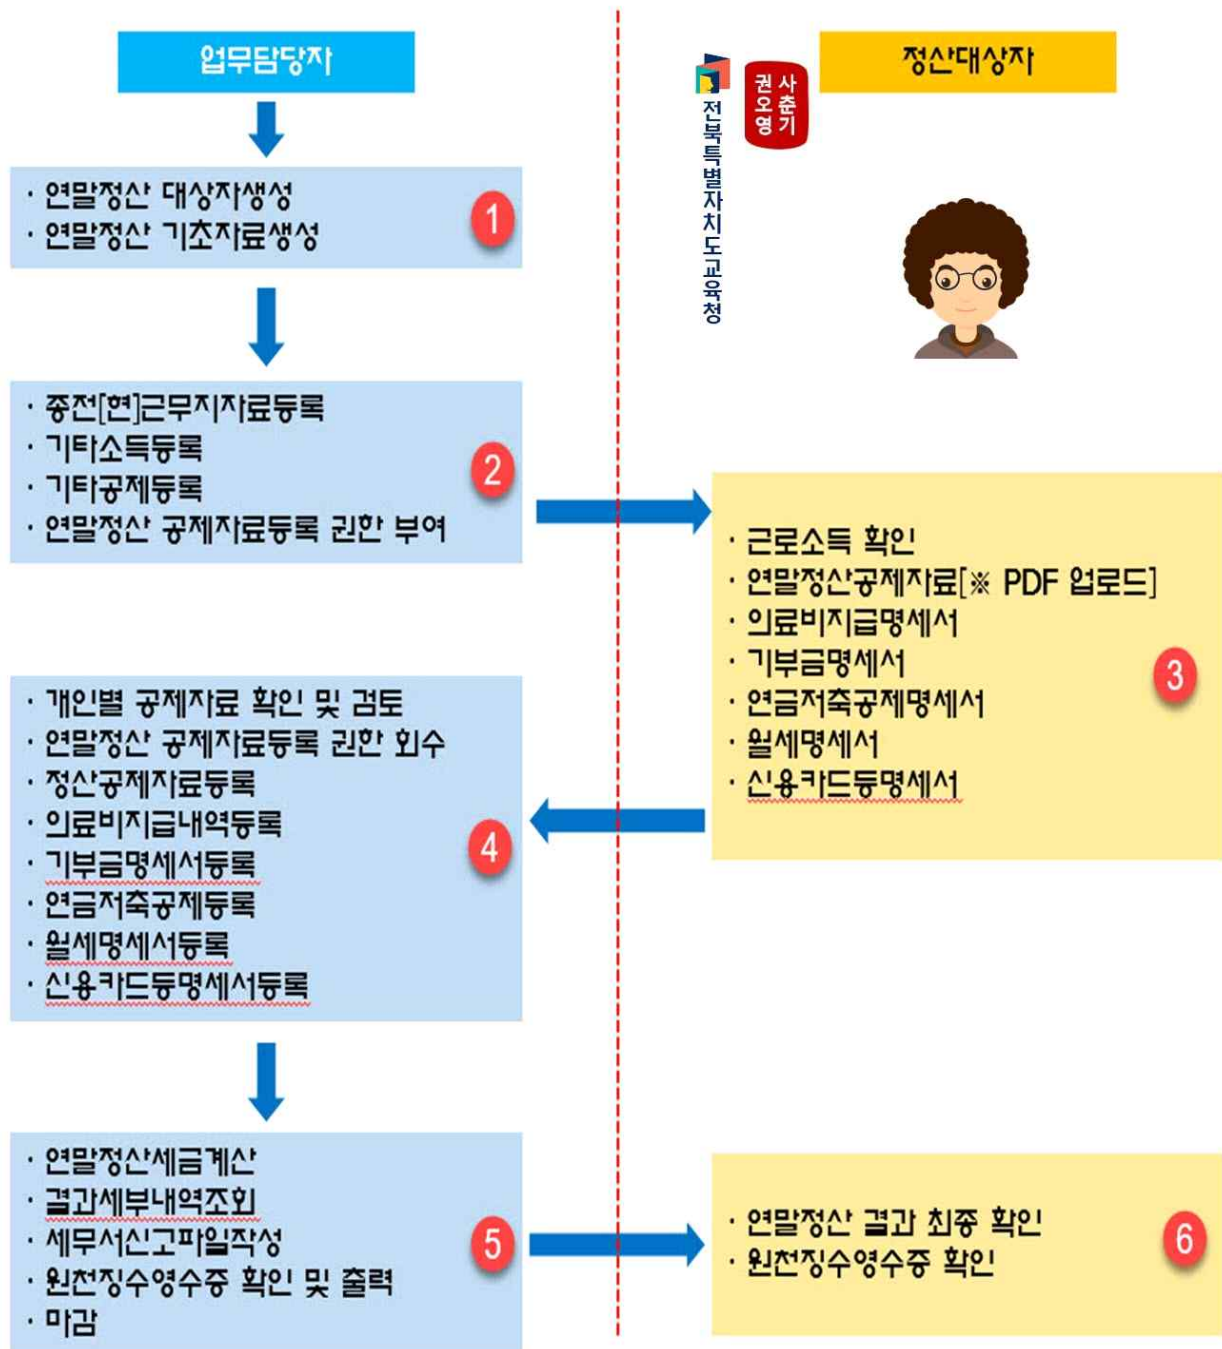 업무담당자
정산대상자
전북특별자치도교육청
권오영
사춘기
· 연말정산 대상자생성
· 연말정산 기초자료생성
1
· 종전[현]근무지자료등록
· 기타소득등록
· 기타공제등록
· 연말정산 공제자료등록 권한 부여
2
· 근로소득 확인
· 연말정산공제자료[※ PDF 업로드]
· 의료비지급명세서
· 기부금명세서
· 연금저축공제명세서
· 월세명세서
· 신용카드등명세서
3
· 개인별 공제자료 확인 및 검토
· 연말정산 공제자료등록 권한 회수
· 정산공제자료등록
· 의료비지급내역등록
· 기부금명세서등록
· 연금저축공제등록
· 월세명세서등록
· 신용카드등명세서등록
4
· 연말정산세금계산
· 결과세부내역조회
· 세무서신고파일작성
· 원천징수영수증 확인 및 출력
· 마감
5
· 연말정산 결과 최종 확인
· 원천징수영수증 확인
6